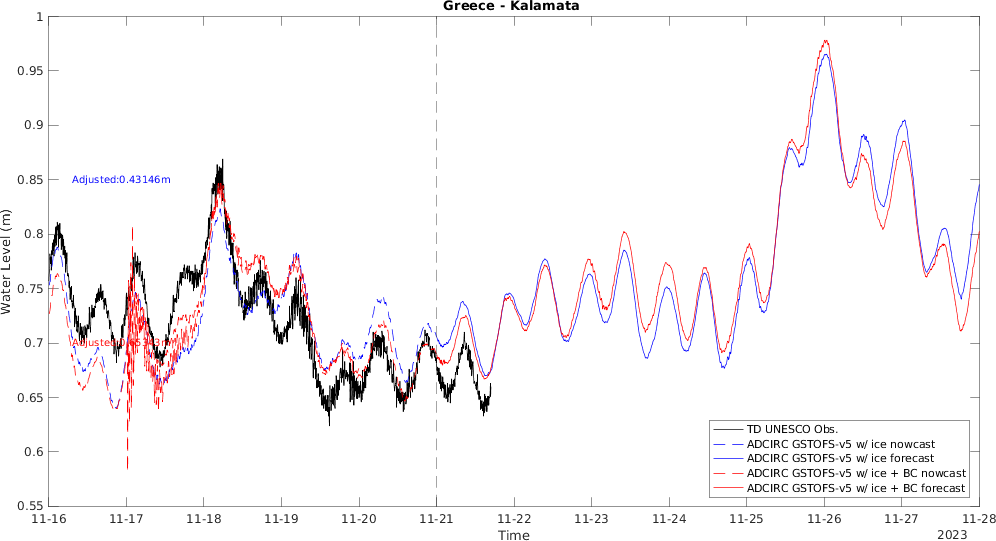 Greece - Kalamata
1
0.95
0.9
0.85
0.8
0.75
0.7
0.65
0.6
0.55
Water Level (m)
Adjusted:0.43146m
11-16
11-17
11-18
11-19
11-20
11-21
11-22
11-23
11-24
11-25
11-26
11-27
11-28
Time
2023
TD UNESCO Obs.
ADCIRC GSTOFS-v5 w/ ice nowcast
ADCIRC GSTOFS-v5 w/ ice forecast
ADCIRC GSTOFS-v5 w/ ice + BC nowcast
ADCIRC GSTOFS-v5 w/ ice + BC forecast